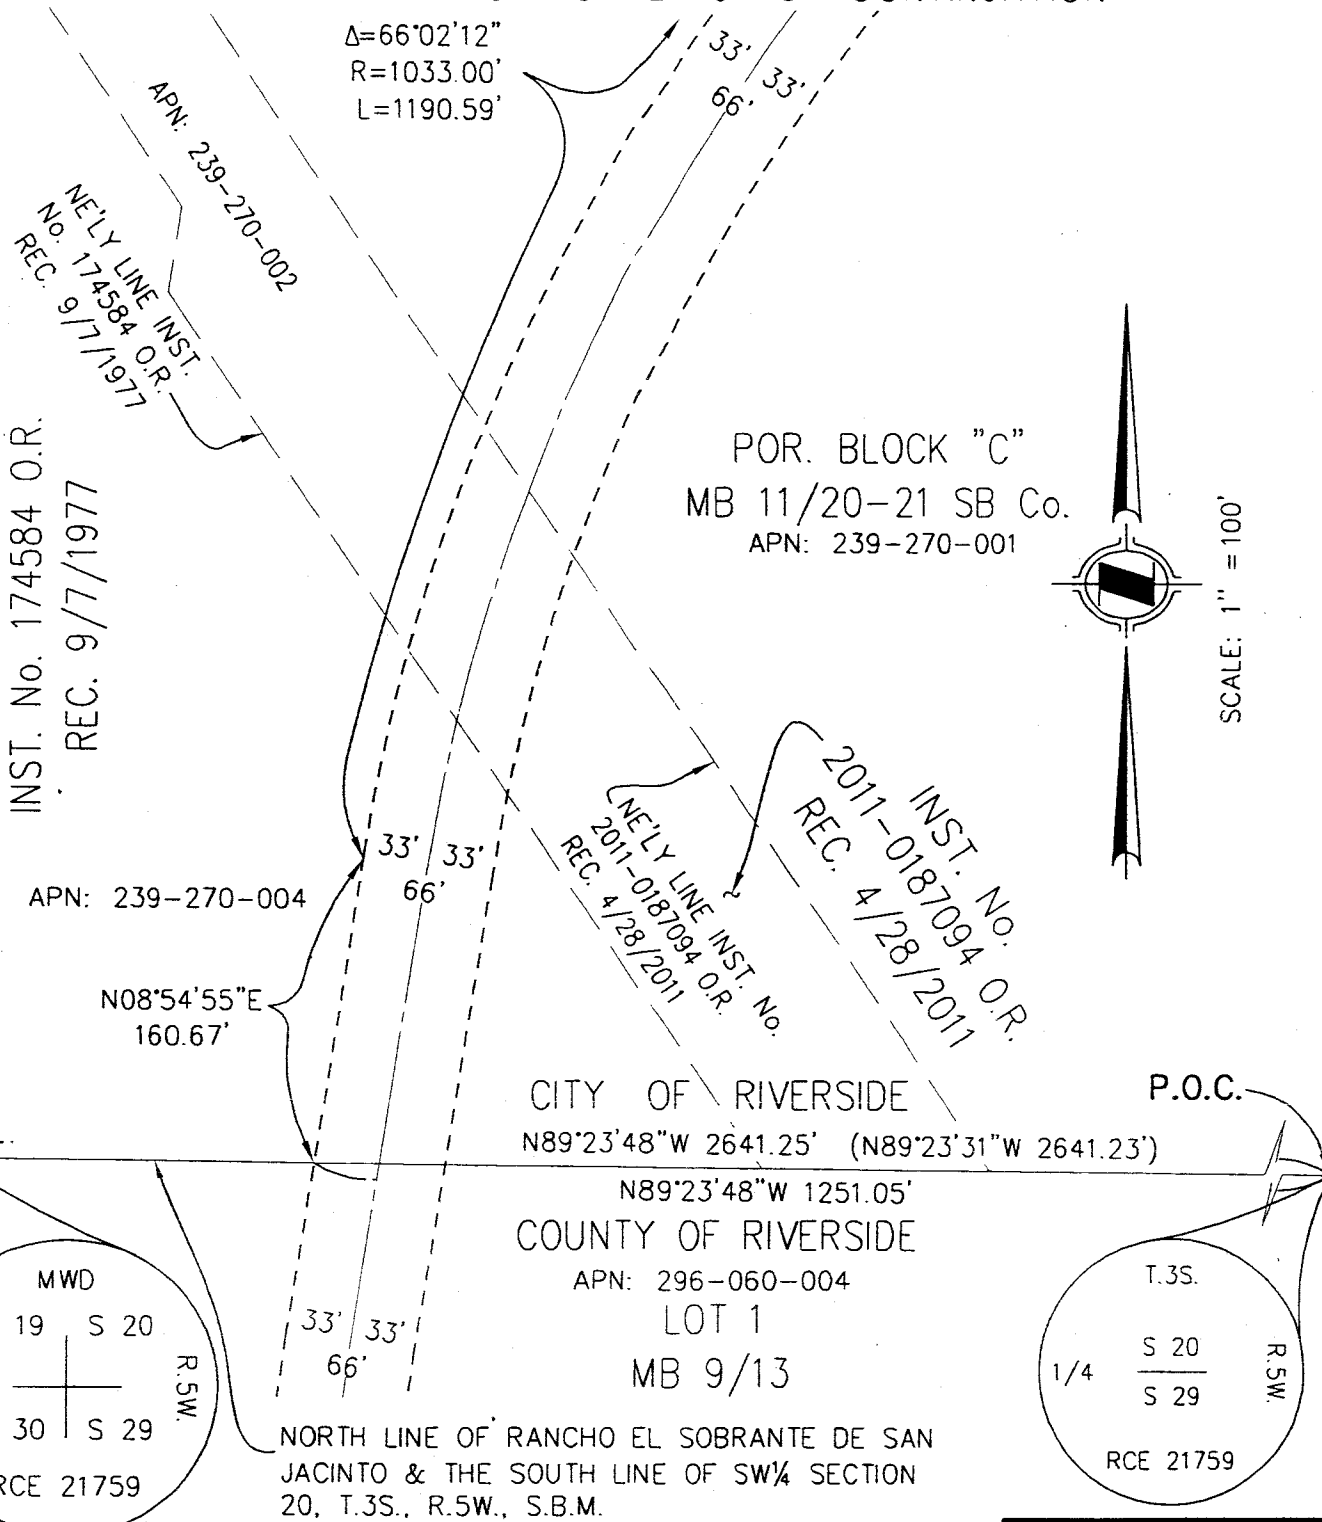 Δ=66°02'12"
R=1033.00'
L=1190.59'
33' 33'
66'
APN: 239-270-002
NE'LY LINE INST.
No. 174584 O.R.
REC. 9/7/1977
INST. No. 174584 O.R.
REC. 9/7/1977
POR. BLOCK "C"
MB 11/20-21 SB Co.
APN: 239-270-001
SCALE: 1" = 100'
33' 33'
66'
APN: 239-270-004
NE'LY LINE INST. No.
2011-0187094 O.R.
REC. 4/28/2011
INST. No.
2011-0187094 O.R.
REC. 4/28/2011
N08°54'55"E
160.67'
CITY OF RIVERSIDE
P.O.C.
N89°23'48"W 2641.25' (N89°23'31"W 2641.23')
N89°23'48"W 1251.05'
COUNTY OF RIVERSIDE
APN: 296-060-004
LOT 1
MB 9/13
33' 33'
66'
MWD
19 S 20
30 S 29
R.5W.
RCE 21759
T.3S.
1/4 S 20
S 29
R.5W.
RCE 21759
NORTH LINE OF RANCHO EL SOBRANTE DE SAN
JACINTO & THE SOUTH LINE OF SW¼ SECTION
20, T.3S., R.5W., S.B.M.